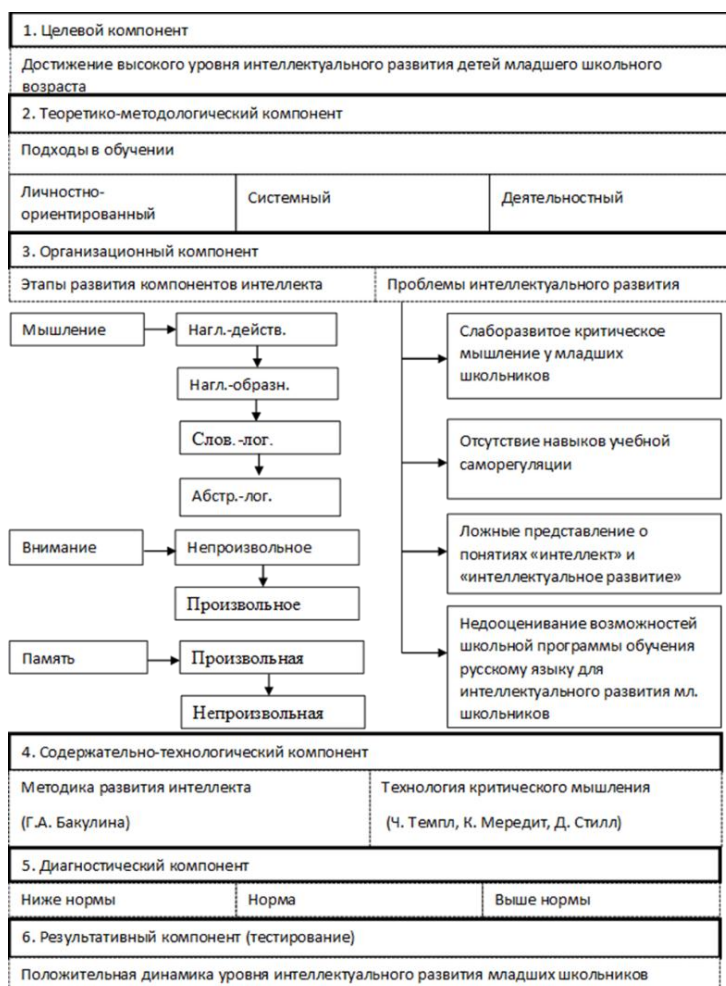 1. Целевой компонент
Достижение высокого уровня интеллектуального развития детей младшего школьного
возраста
2. Теоретико-методологический компонент
Подходы в обучении
Личностно-
ориентированный
Системный
Деятельностный
3. Организационный компонент
Этапы развития компонентов интеллекта
Проблемы интеллектуального развития
Мышление
Нагл.-действ.
Нагл.-образн.
Слов.-лог.
Абстр.-лог.
Внимание
Непроизвольное
Произвольное
Память
Произвольная
Непроизвольная
Слаборазвитое критическое
мышление у младших
школьников
Отсутствие навыков учебной
саморегуляции
Ложные представление о
понятиях «интеллект» и
«интеллектуальное развитие»
Недооценивание возможностей
школьной программы обучения
русскому языку для
интеллектуального развития мл.
школьников
4. Содержательно-технологический компонент
Методика развития интеллекта
(Г.А. Бакулина)
Технология критического мышления
(Ч. Темпл, К. Мередит, Д. Стилл)
5. Диагностический компонент
Ниже нормы
Норма
Выше нормы
6. Результативный компонент (тестирование)
Положительная динамика уровня интеллектуального развития младших школьников